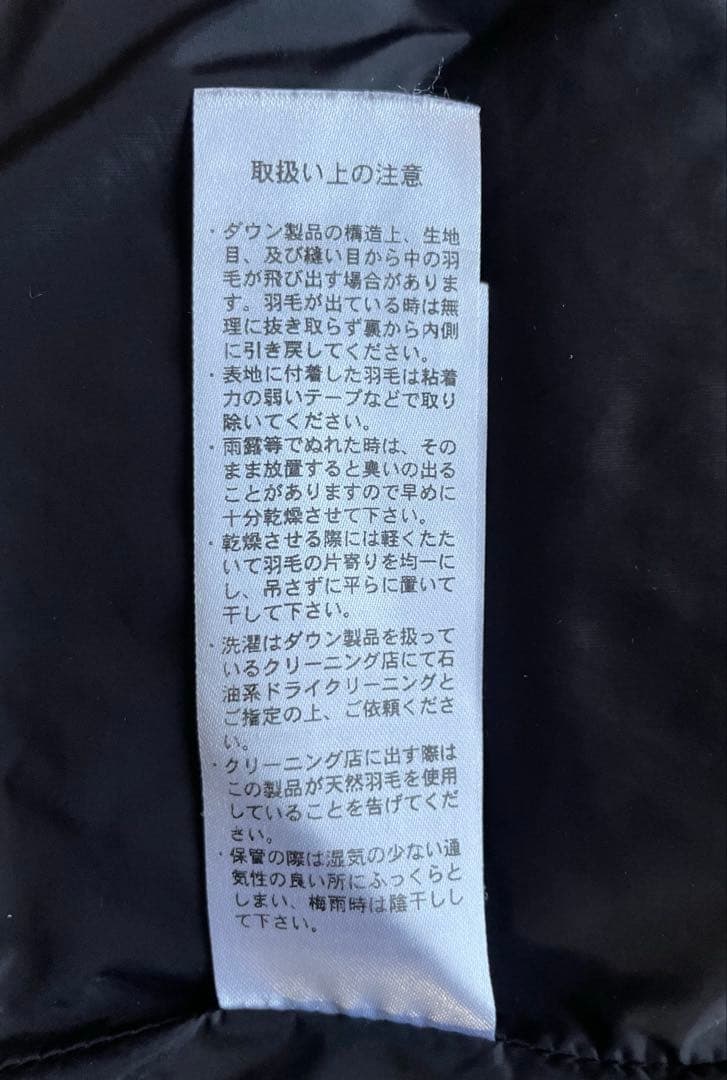 取扱い上の注意
・ダウン製品の構造上、生地
目、及び縫い目から中の羽
毛が飛び出す場合がありま
す。羽毛が出ている時は無
理に抜き取らず裏から内側
に引き戻してください。
・表地に付着した羽毛は粘着
力の弱いテープなどで取り
除いてください。
・雨露等でぬれた時は、その
まま放置すると臭いの出る
ことがありますので早めに
十分乾燥させて下さい。
・乾燥させる際には軽くたた
いて羽毛の片寄りを均一に
し、吊さずに平らに置いて
干して下さい。
・洗濯はダウン製品を扱って
いるクリーニング店にて石
油系ドライクリーニングと
ご指定の上、ご依頼くださ
い。
・クリーニング店に出す際は
この製品が天然羽毛を使用
していることを告げてくだ
さい。
・保管の際は湿気の少ない通
気性の良い所にふっくらと
しまい、梅雨時は陰干しし
て下さい。